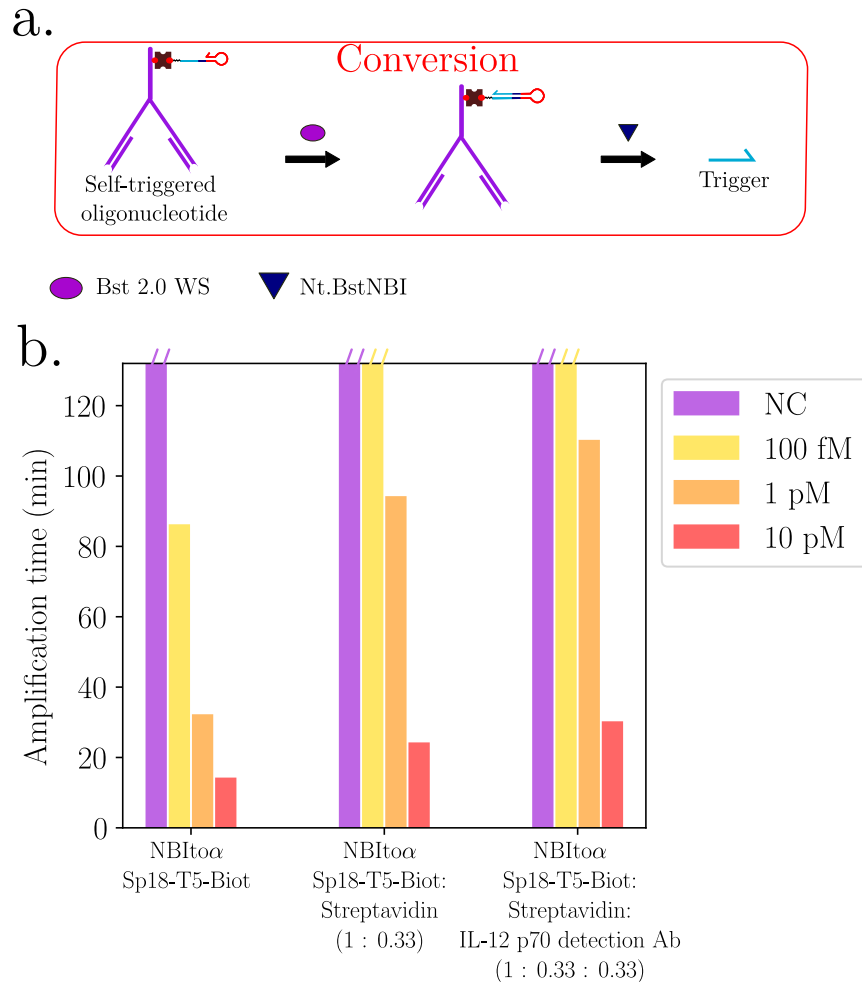 a.
Conversion
Self-triggered
oligonucleotide
Trigger
Bst 2.0 WS
Nt.BstNBI
b.
Amplification time (min)
120
100
80
60
40
20
0
NC
100 fM
1 pM
10 pM
NBItoα
Sp18-T5-Biot
NBItoα
Sp18-T5-Biot:
Streptavidin
(1 : 0.33)
NBItoα
Sp18-T5-Biot:
Streptavidin:
IL-12 p70 detection Ab
(1 : 0.33 : 0.33)